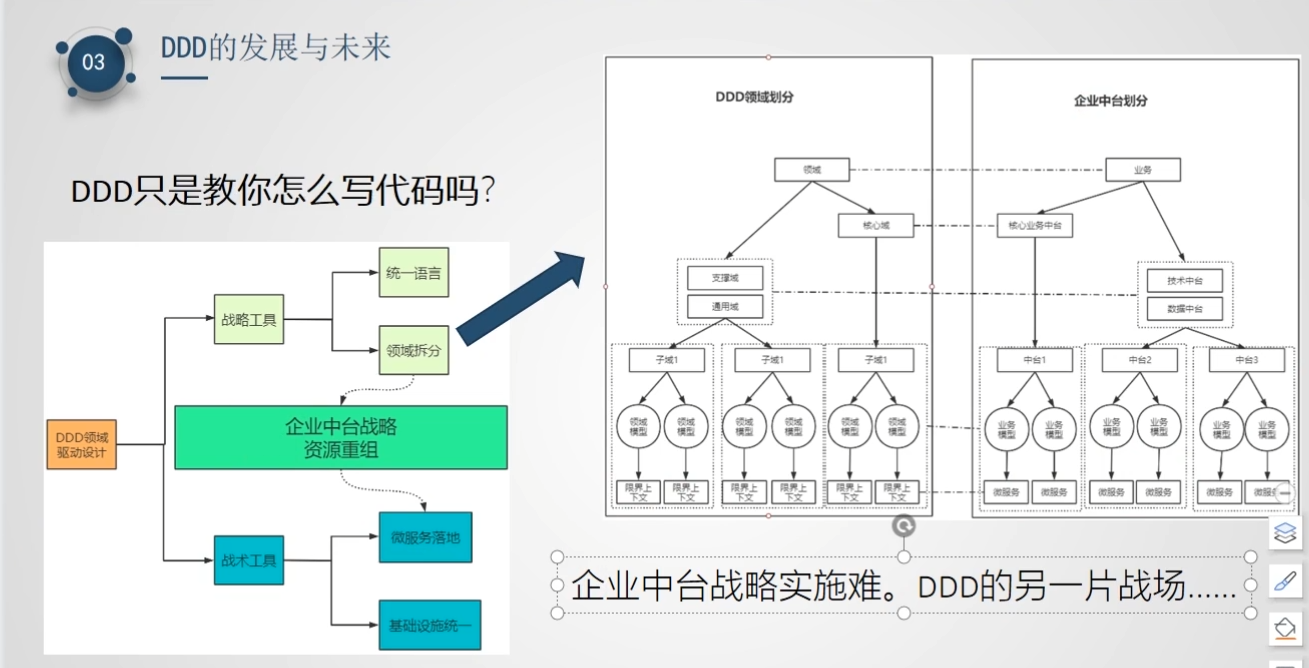 03
DDD的发展与未来
DDD只是教你怎么写代码吗？
DDD领域
驱动设计
战略工具
统一语言
领域拆分
企业中台战略
资源重组
战术工具
微服务落地
基础设施统一
DDD领域划分
领域
核心域
支撑域
通用域
子域1
子域1
子域1
领域
模型
领域
模型
领域
模型
领域
模型
领域
模型
领域
模型
限界上
下文
限界上
下文
限界上
下文
限界上
下文
限界上
下文
限界上
下文
企业中台划分
业务
核心业务中台
技术中台
数据中台
中台1
中台2
中台3
业务
模型
业务
模型
业务
模型
业务
模型
业务
模型
业务
模型
微服务
微服务
微服务
微服务
微服务
微服
企业中台战略实施难。DDD的另一片战场......